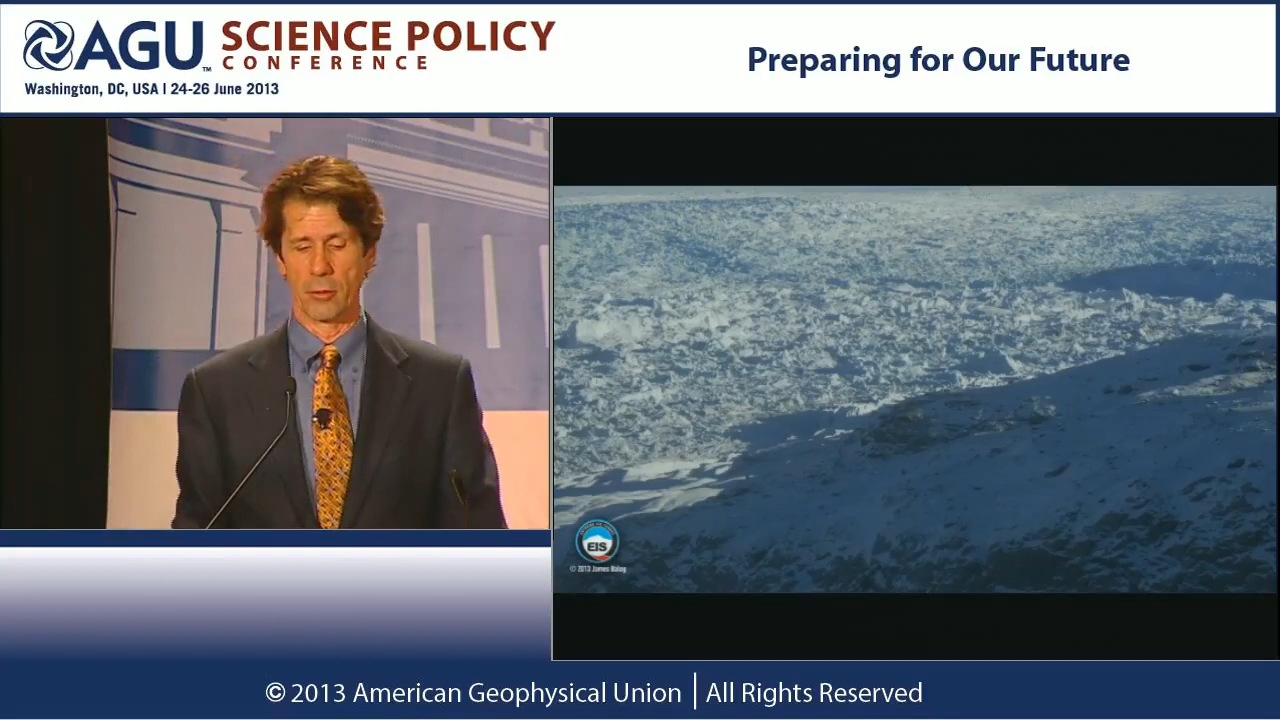 AGU™ SCIENCE POLICY
CONFERENCE
Washington, DC, USA | 24-26 June 2013
Preparing for Our Future
EIS
© 2013 James Balog
© 2013 American Geophysical Union | All Rights Reserved